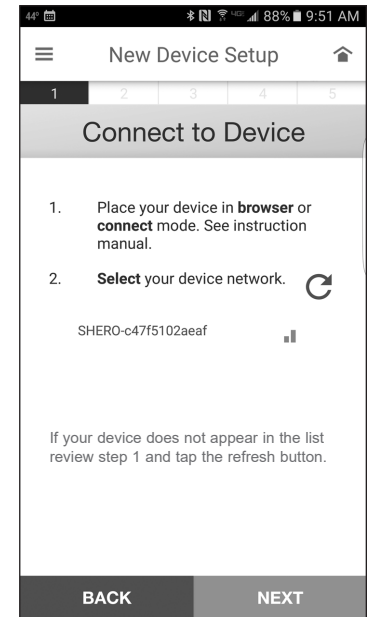 44° 88% 9:51 AM
New Device Setup
1 2 3 4 5
Connect to Device
1. Place your device in browser or
connect mode. See instruction
manual.
2. Select your device network.
SHERO-c47f5102aeaf
If your device does not appear in the list
review step 1 and tap the refresh button.
BACK NEXT